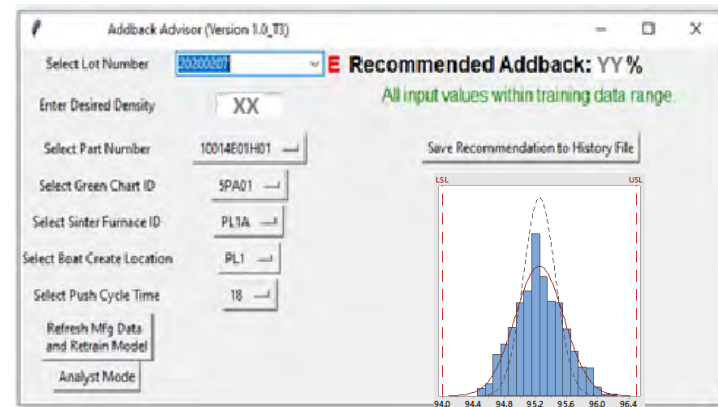 Addback Advisor (Version 1.0_T3)
Select Lot Number 20200207 E Recommended Addback: YY%
Enter Desired Density XX All input values within training data range.
Select Part Number 10014E01H01 Save Recommendation to History File
Select Green Chart ID 5PA01 LSL USL
Select Sinter Furnace ID PL1A
Select Boat Create Location PL1
Select Push Cycle Time 18
Refresh Mfg Data
and Retrain Model
Analyst Mode
94.0 94.4 94.8 95.2 95.6 96.0 96.4